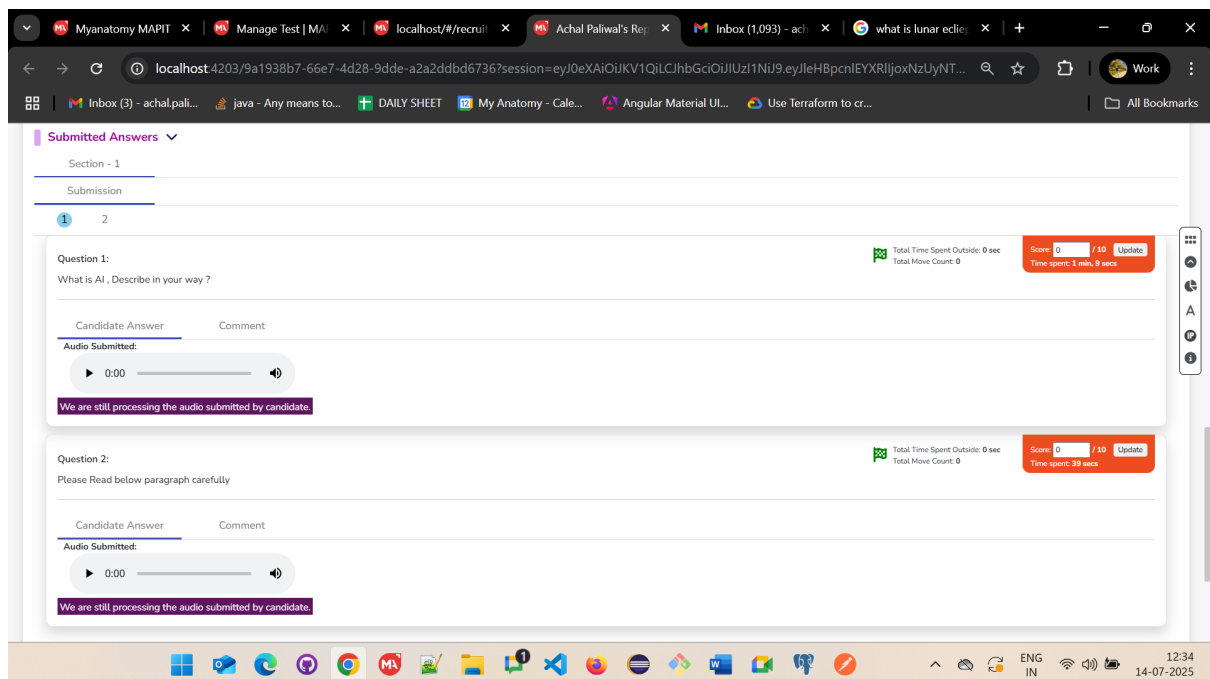 Myanatomy MAPIT
Manage Test | MA
localhost/#/recruit
Achal Paliwal's Rep
Inbox (1,093) - ach
what is lunar eclie
localhost:4203/9a1938b7-66e7-4d28-9dde-a2a2ddbd6736?session=eyJ0eXAiOiJKV1QiLCJhbGciOiJIUzI1NiJ9.eyJleHBpcnlEYXRlIjoxNzUyNT...
Work
Inbox (3) - achal.pali...
java - Any means to...
DAILY SHEET
12
My Anatomy - Cale...
Angular Material UI...
Use Terraform to cr...
All Bookmarks
Submitted Answers
Section - 1
Submission
1 2
Question 1:
Total Time Spent Outside: 0 sec
Total Move Count: 0
Score: 0 / 10 Update
Time spent: 1 min, 9 secs
What is AI , Describe in your way ?
Candidate Answer Comment
Audio Submitted:
0:00
We are still processing the audio submitted by candidate.
Question 2:
Total Time Spent Outside: 0 sec
Total Move Count: 0
Score: 0 / 10 Update
Time spent: 39 secs
Please Read below paragraph carefully
Candidate Answer Comment
Audio Submitted:
0:00
We are still processing the audio submitted by candidate.
A
IP
1
ENG
IN
12:34
14-07-2025